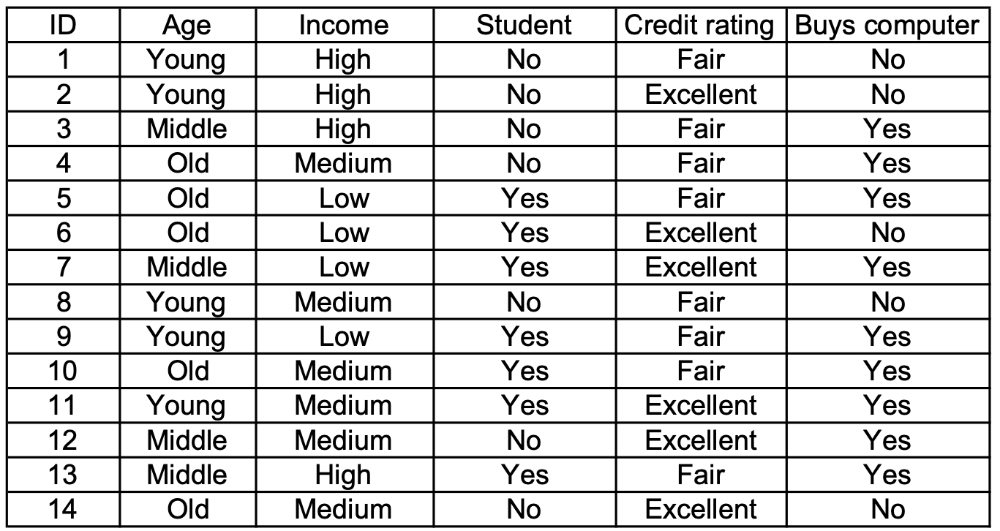 ID Age Income Student Credit rating Buys computer
1 Young High No Fair No
2 Young High No Excellent No
3 Middle High No Fair Yes
4 Old Medium No Fair Yes
5 Old Low Yes Fair Yes
6 Old Low Yes Excellent No
7 Middle Low Yes Excellent Yes
8 Young Medium No Fair No
9 Young Low Yes Fair Yes
10 Old Medium Yes Fair Yes
11 Young Medium Yes Excellent Yes
12 Middle Medium No Excellent Yes
13 Middle High Yes Fair Yes
14 Old Medium No Excellent No